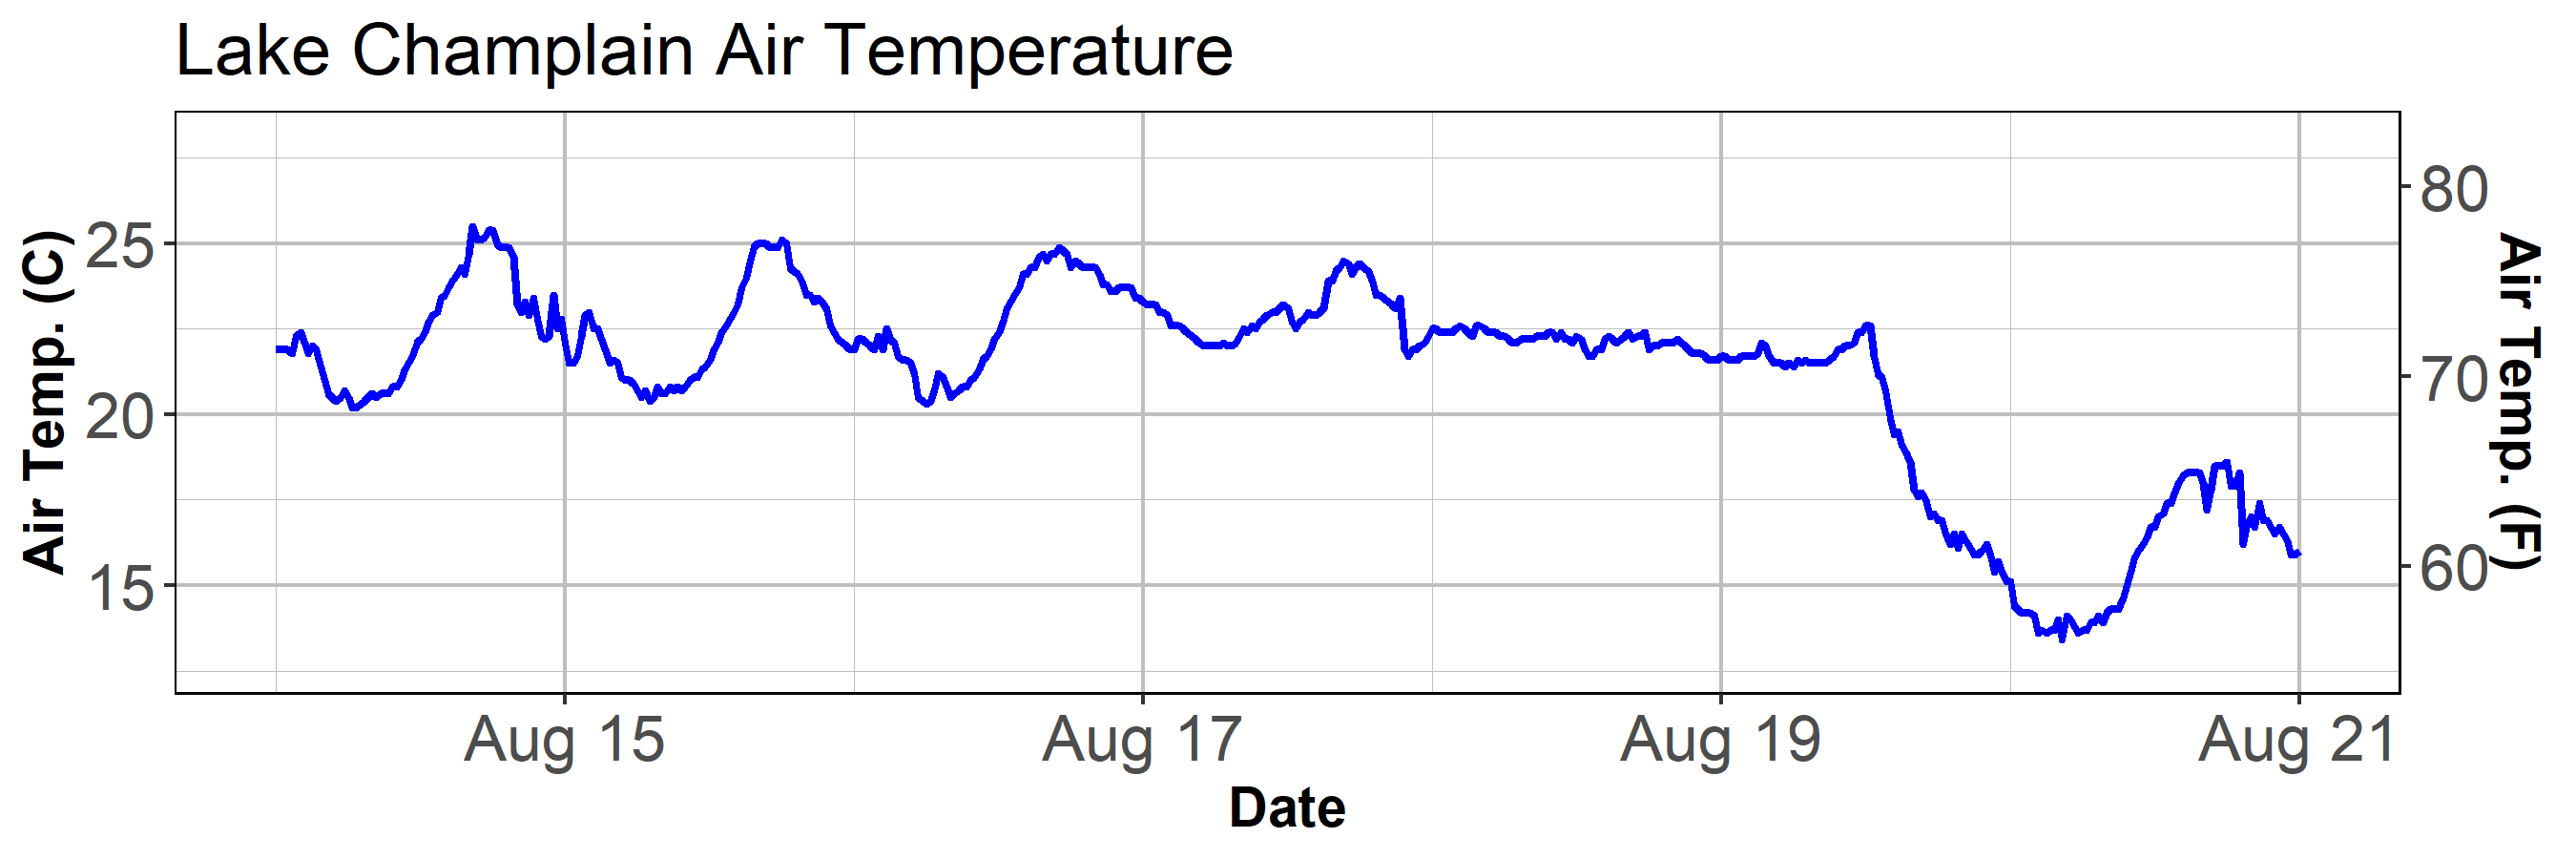 Lake Champlain Air Temperature
Air Temp. (C)
25
20
15
80
70
60
Air Temp. (F)
Aug 15
Aug 17
Aug 19
Aug 21
Date